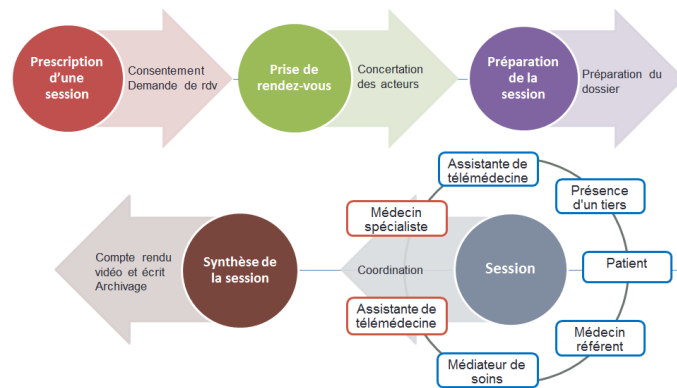 Prescription
d'une
session
Consentement
Demande de rdv
Prise de
rendez-vous
Concertation
des acteurs
Préparation
de la
session
Préparation du
dossier
Assistante de
télémédecine
Présence
d'un tiers
Médecin
spécialiste
Compte rendu
vidéo et écrit
Archivage
Synthèse de
la session
Coordination
Session
Patient
Assistante de
télémédecine
Médecin
référent
Médiateur de
soins